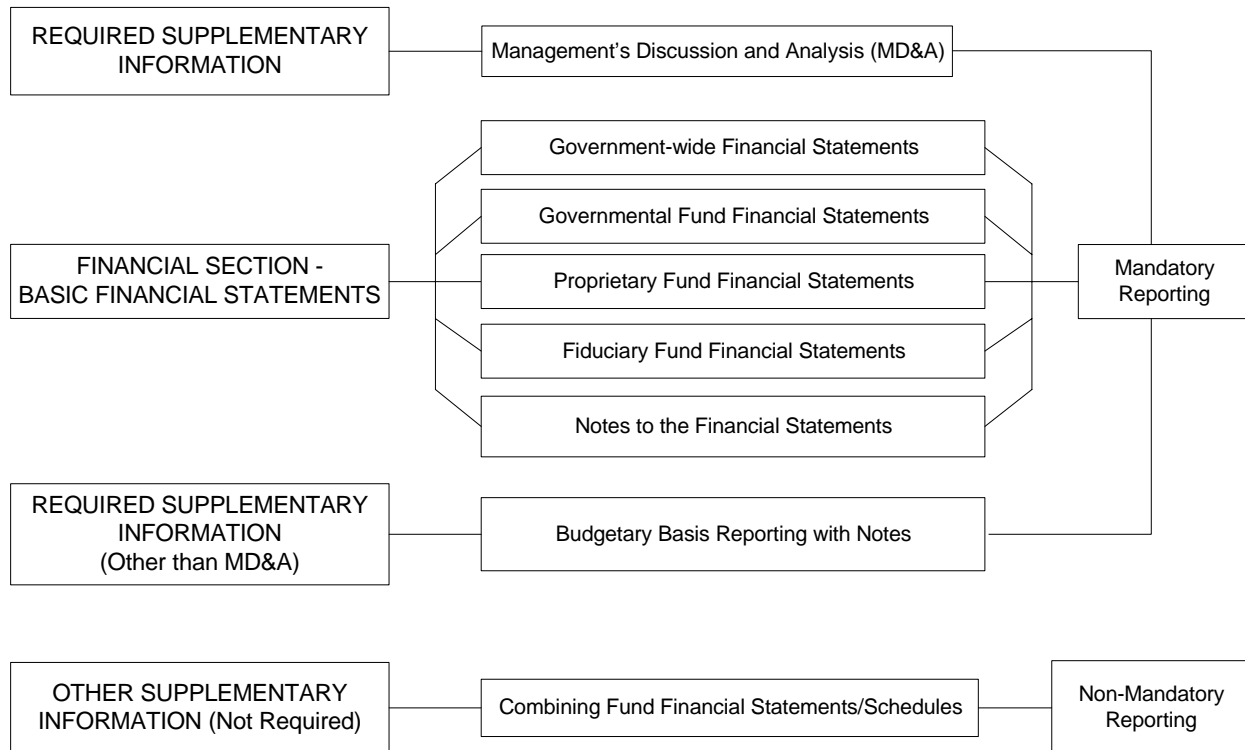 REQUIRED SUPPLEMENTARY
INFORMATION
Management’s Discussion and Analysis (MD&A)
Government-wide Financial Statements
Governmental Fund Financial Statements
FINANCIAL SECTION -
BASIC FINANCIAL STATEMENTS
Proprietary Fund Financial Statements
Mandatory
Reporting
Fiduciary Fund Financial Statements
Notes to the Financial Statements
REQUIRED SUPPLEMENTARY
INFORMATION
(Other than MD&A)
Budgetary Basis Reporting with Notes
OTHER SUPPLEMENTARY
INFORMATION (Not Required)
Combining Fund Financial Statements/Schedules
Non-Mandatory
Reporting